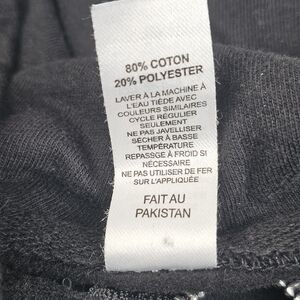 80% COTON
20% POLYESTER
LAVER À LA MACHINE À
L'EAU TIÈDE AVEC
COULEURS SIMILAIRES
CYCLE RÉGULIER
SEULEMENT
NE PAS JAVELLISER
SÉCHER À BASSE
TEMPÉRATURE
REPASSGE À FROID SI
NÉCESSAIRE
NE PAS UTILISER DE FER
SUR L'APPLIQUÉE
FAIT AU
PAKISTAN